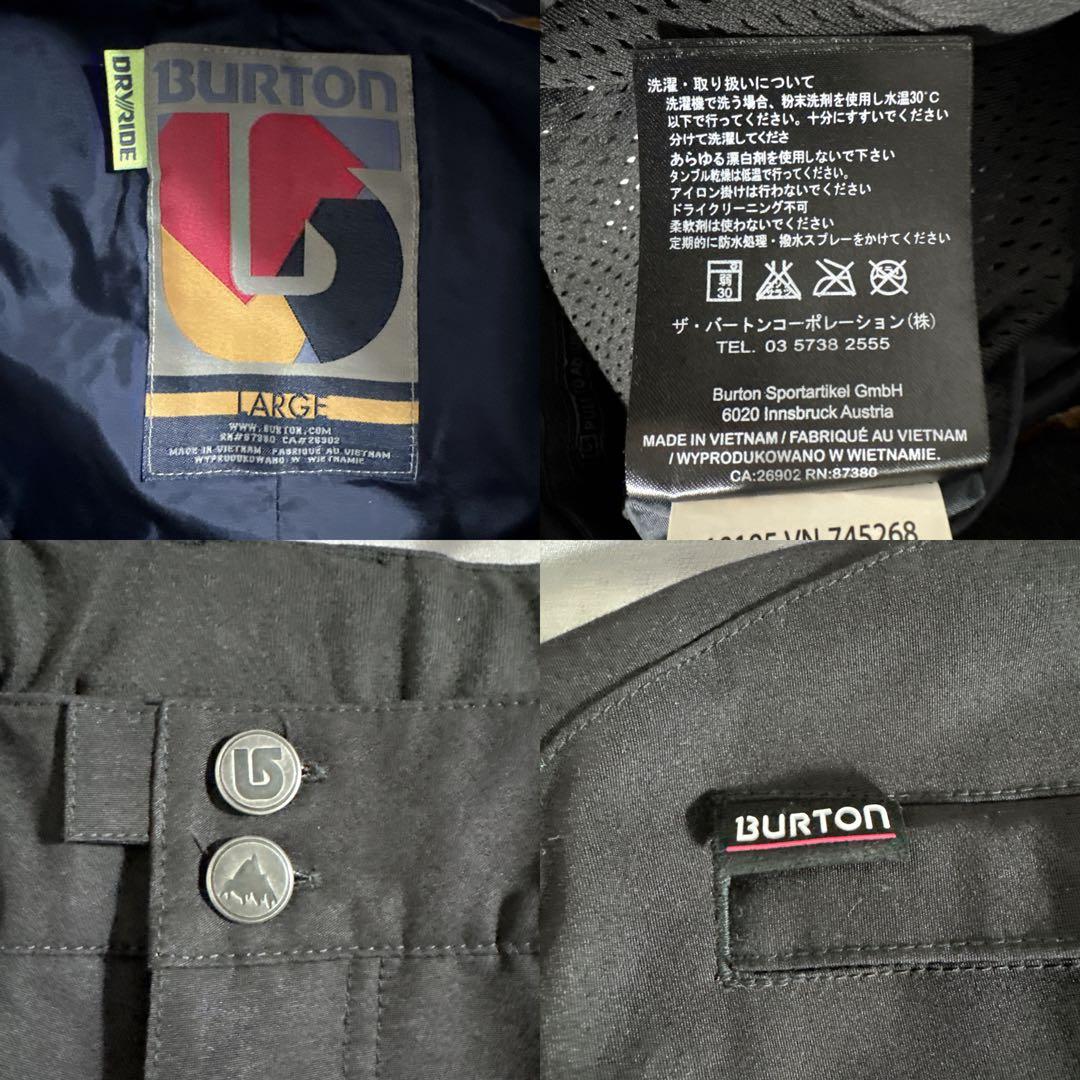 BURTON
DRY//RIDE
LARGE
WWW.BURTON.COM
RN#87380 CA#26902
MADE IN VIETNAM FABRIQUÉ AU VIETNAM
WYPRODUKOWANO W WIETNAMIE
洗濯・取り扱いについて
洗濯機で洗う場合、粉末洗剤を使用し水温30°C
以下で行ってください。十分にすすいでください
分けて洗濯してくださ
あらゆる漂白剤を使用しないで下さい
タンブル乾燥は低温で行ってください。
アイロン掛けは行わないでください
ドライクリーニング不可
柔軟剤は使わないでください
定期的に防水処理・撥水スプレーをかけてください
弱
30
ザ・バートンコーポレーション(株)
TEL. 03 5738 2555
Burton Sportartikel GmbH
6020 Innsbruck Austria
MADE IN VIETNAM / FABRIQUÉ AU VIETNAM
/ WYPRODUKOWANO W WIETNAMIE.
CA:26902 RN:87380
VN 745268
BURTON